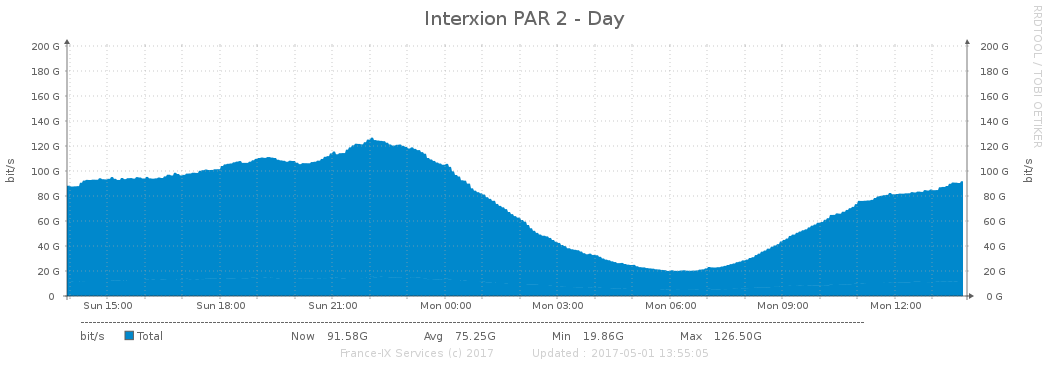 Interxion PAR 2 - Day
RRDTOOL / TOBI OETIKER
bit/s
200 G 200 G
180 G 180 G
160 G 160 G
140 G 140 G
120 G 120 G
100 G 100 G
80 G 80 G
60 G 60 G
40 G 40 G
20 G 20 G
0 0 G
bit/s
Sun 15:00 Sun 18:00 Sun 21:00 Mon 00:00 Mon 03:00 Mon 06:00 Mon 09:00 Mon 12:00
bit/s Total Now 91.58G Avg 75.25G Min 19.86G Max 126.50G
France-IX Services (c) 2017 Updated : 2017-05-01 13:55:05